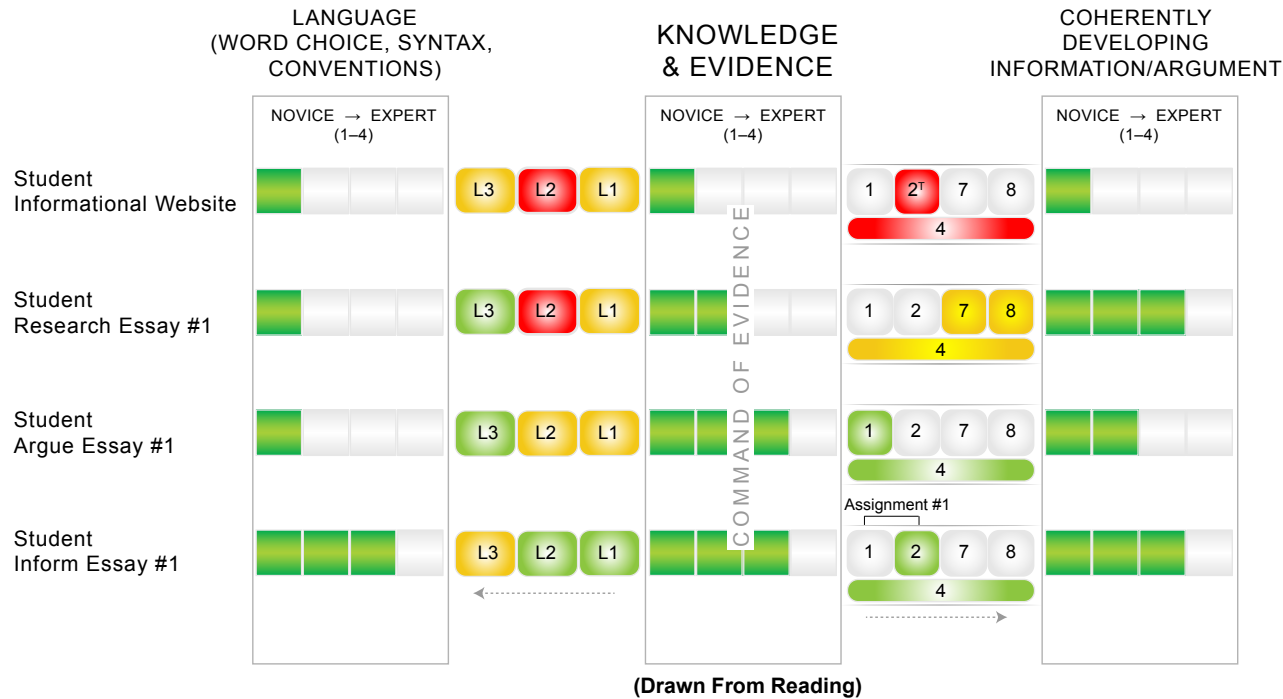 LANGUAGE
(WORD CHOICE, SYNTAX,
CONVENTIONS)
KNOWLEDGE
& EVIDENCE
COHERENTLY
DEVELOPING
INFORMATION/ARGUMENT
NOVICE → EXPERT
(1–4)
NOVICE → EXPERT
(1–4)
NOVICE → EXPERT
(1–4)
Student
Informational Website
L3 L2 L1
1 2ᵀ 7 8
4
Student
Research Essay #1
L3 L2 L1
1 2 7 8
4
Student
Argue Essay #1
L3 L2 L1
1 2 7 8
4
COMMAND OF EVIDENCE
Assignment #1
Student
Inform Essay #1
L3 L2 L1
1 2 7 8
4
(Drawn From Reading)